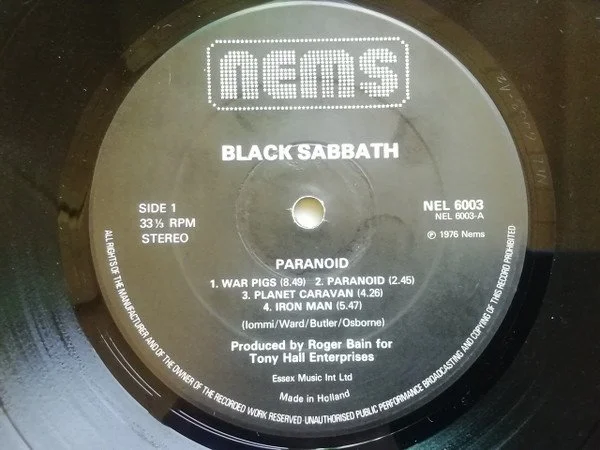 nems
BLACK SABBATH
SIDE 1
33⅓ RPM
STEREO
NEL 6003
NEL 6003-A
℗ 1976 Nems
PARANOID
1. WAR PIGS (8.49) 2. PARANOID (2.45)
3. PLANET CARAVAN (4.26)
4. IRON MAN (5.47)
(Iommi/Ward/Butler/Osborne)
Produced by Roger Bain for
Tony Hall Enterprises
Essex Music Int Ltd
Made in Holland
ALL RIGHTS OF THE MANUFACTURER AND OF THE OWNER OF THE RECORDED WORK RESERVED·UNAUTHORISED PUBLIC PERFORMANCE BROADCASTING AND COPYING OF THIS RECORD PROHIBITED